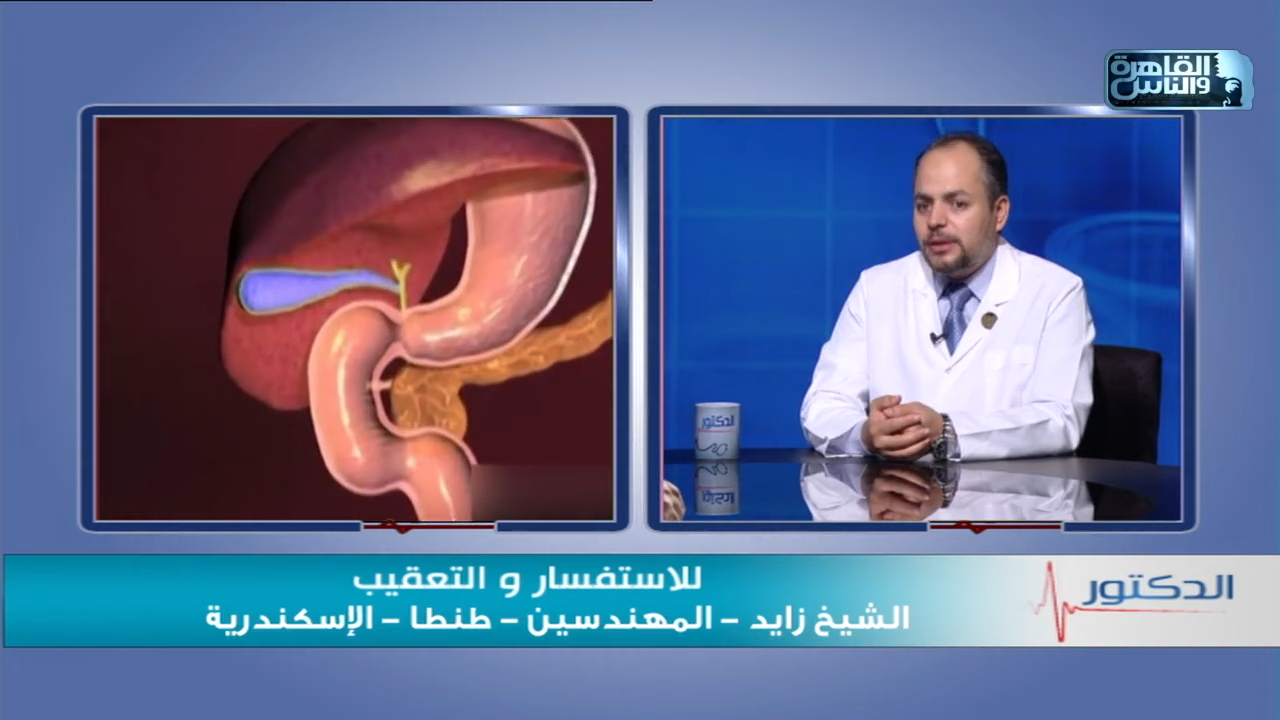 القاهرة
والناس
الدكتور
للاستفسار و التعقيب
الشيخ زايد – المهندسين – طنطا – الإسكندرية
الدكتور